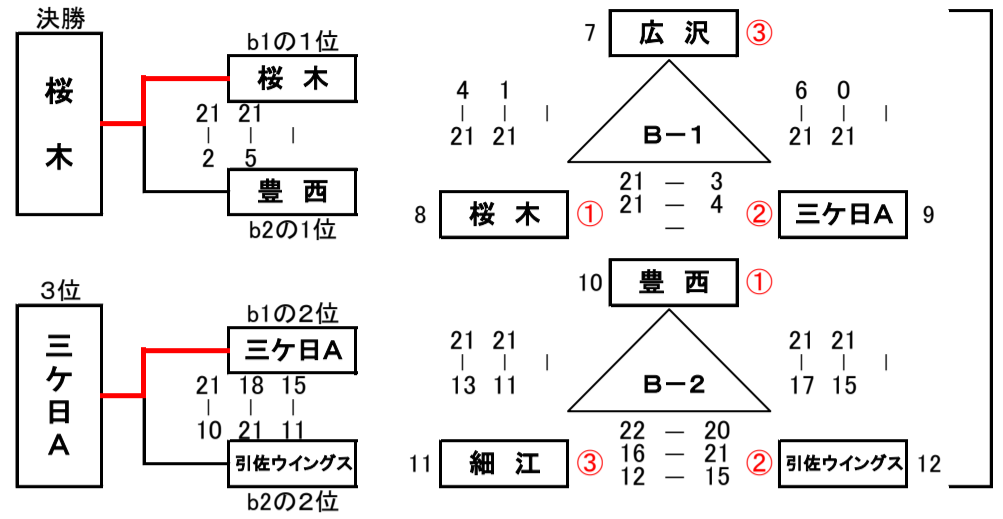 決勝
桜木
b1の1位
桜 木
21 21
| | |
2 5
豊 西
b2の1位
7 広 沢 ③
4 1
| | |
21 21
B－1
6 0
| | |
21 21
21 － 3
21 － 4
－
8 桜 木 ①
② 三ケ日A 9
3位
三ケ日A
b1の2位
三ケ日A
21 18 15
| | |
10 21 11
引佐ウイングス
b2の2位
10 豊 西 ①
21 21
| | |
13 11
B－2
21 21
| | |
17 15
22 － 20
16 － 21
12 － 15
11 細 江 ③
② 引佐ウイングス 12